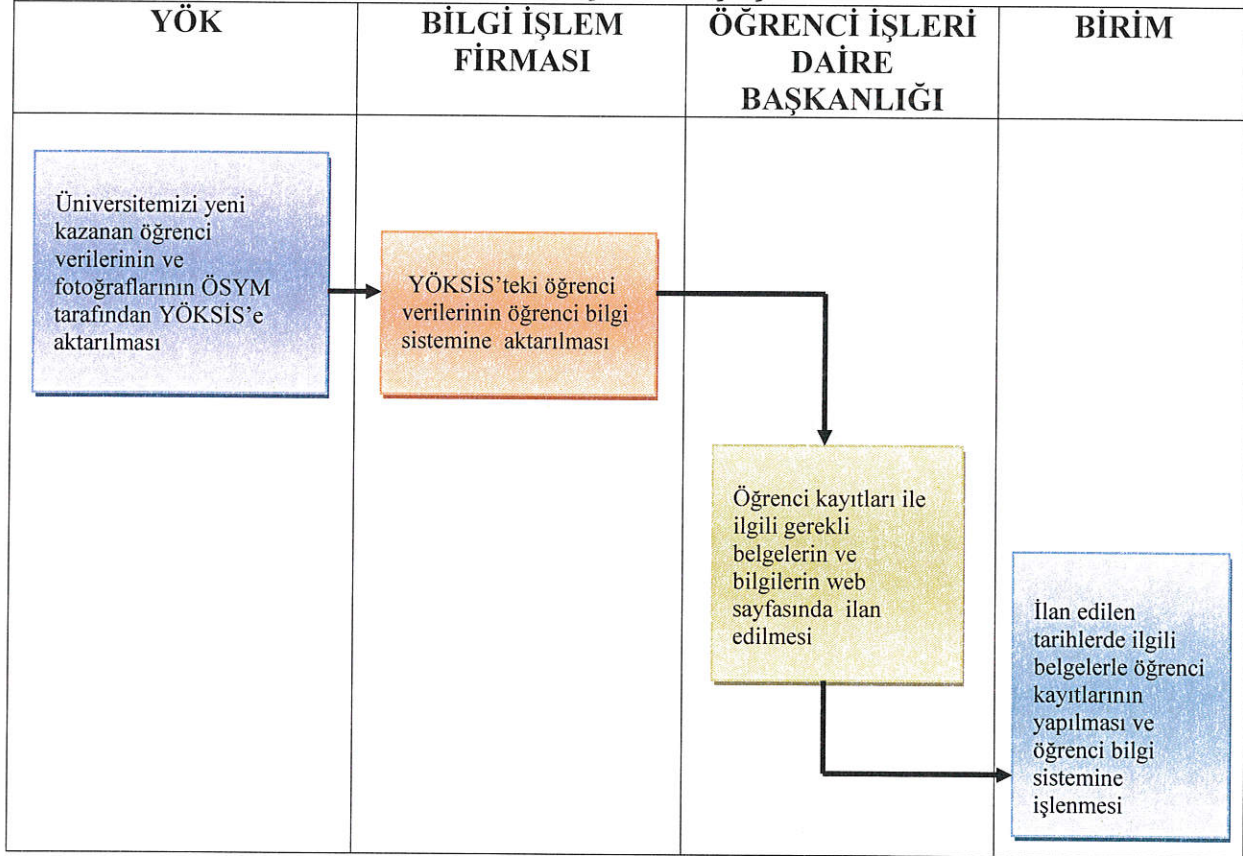 YÖK
BİLGİ İŞLEM
FİRMASI
ÖĞRENCİ İŞLERİ
DAİRE
BAŞKANLIĞI
BİRİM
Üniversitemizi yeni
kazanan öğrenci
verilerinin ve
fotoğraflarının ÖSYM
tarafından YÖKSİS’e
aktarılması
YÖKSİS’teki öğrenci
verilerinin öğrenci bilgi
sistemine aktarılması
Öğrenci kayıtları ile
ilgili gerekli
belgelerin ve
bilgilerin web
sayfasında ilan
edilmesi
İlan edilen
tarihlerde ilgili
belgelerle öğrenci
kayıtlarının
yapılması ve
öğrenci bilgi
sistemine
işlenmesi